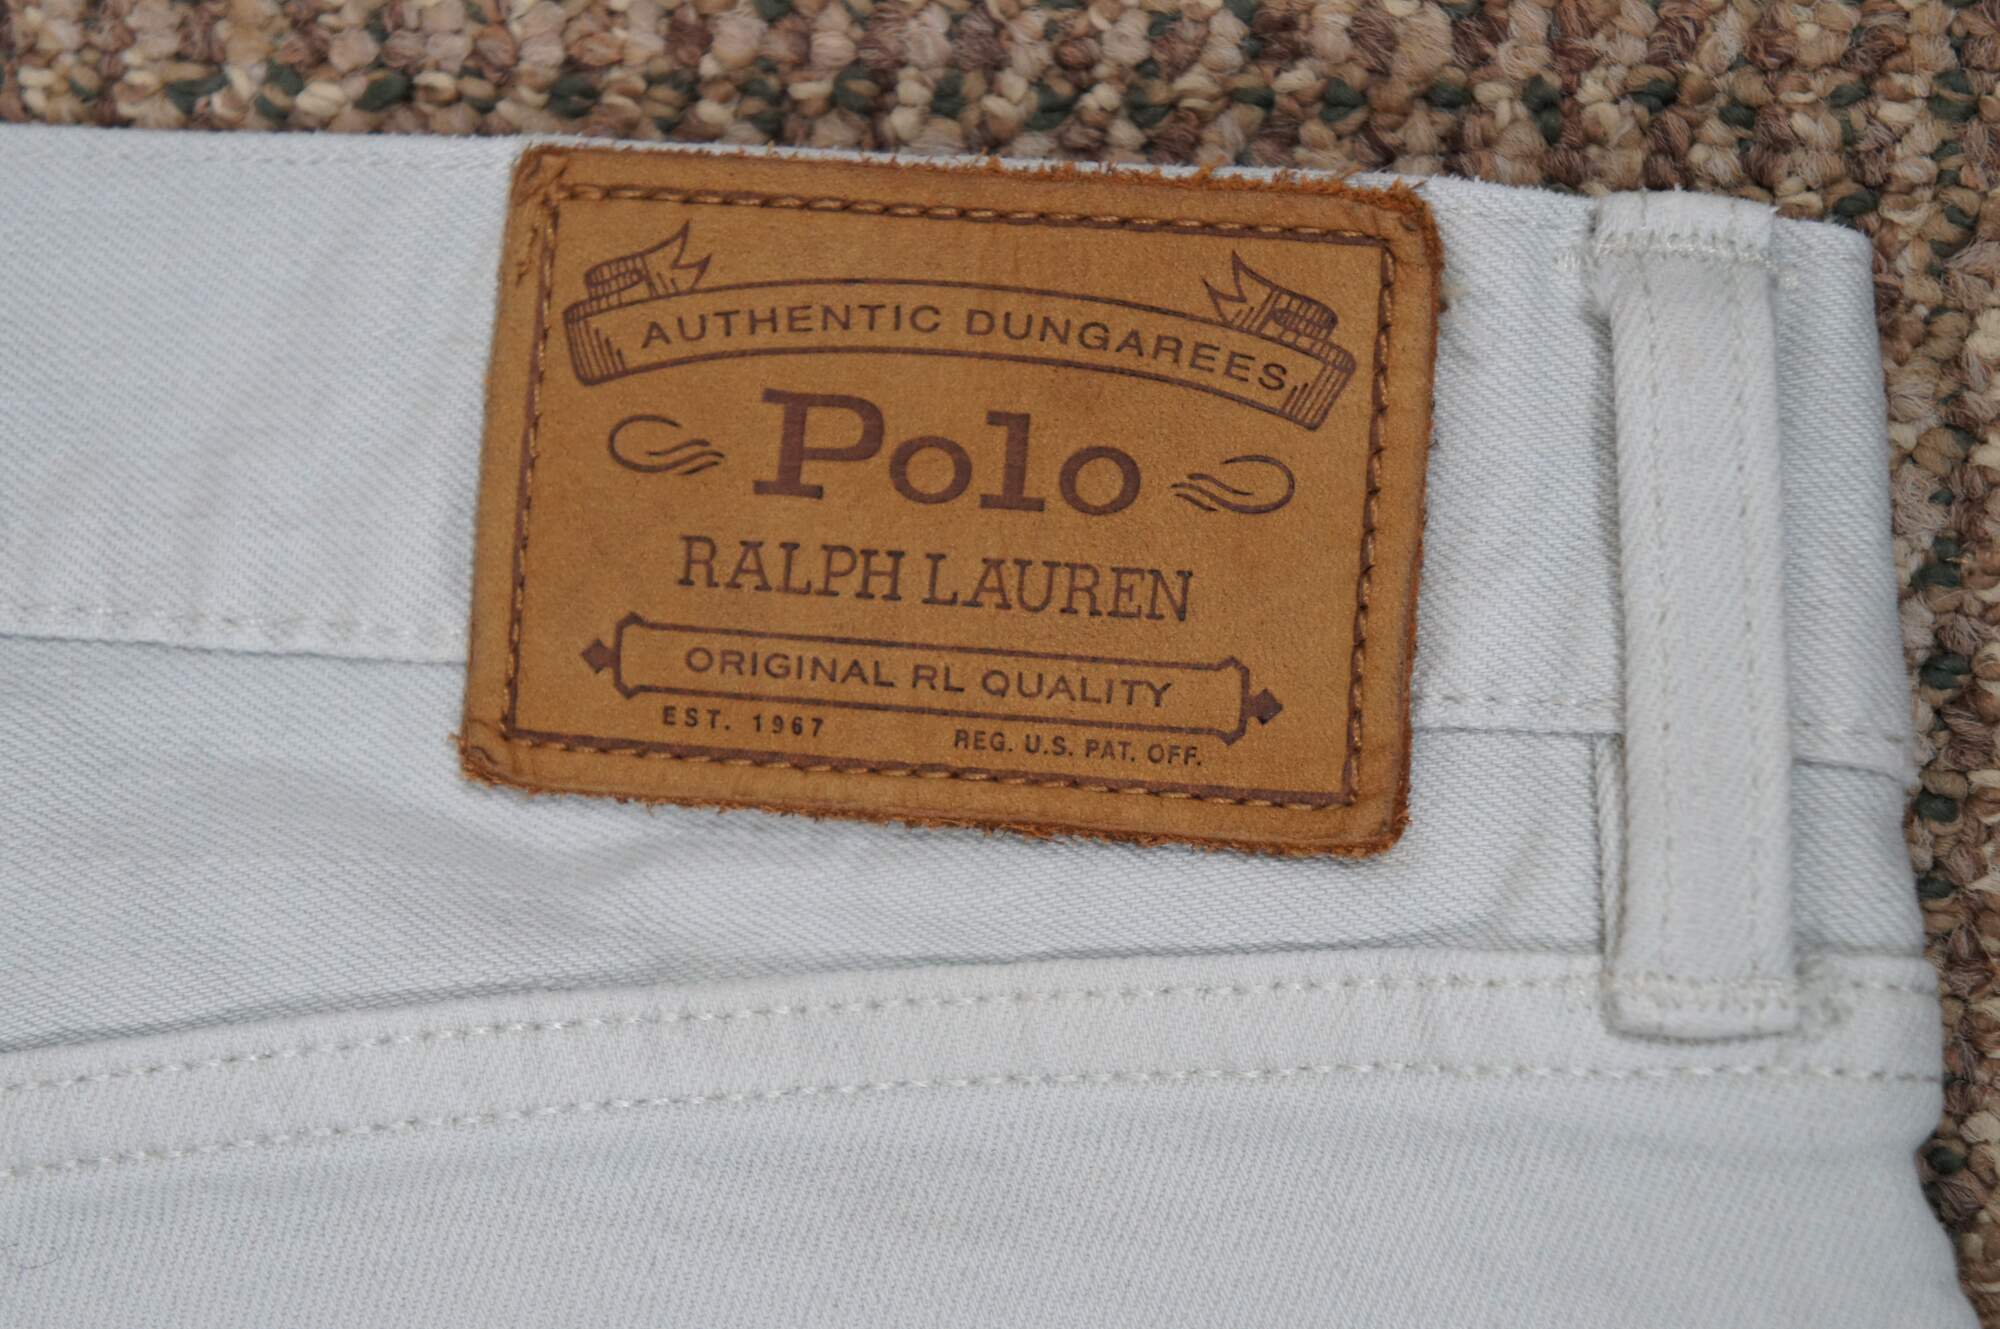 AUTHENTIC DUNGAREES
Polo
RALPH LAUREN
ORIGINAL RL QUALITY
EST. 1967 REG. U.S. PAT. OFF.